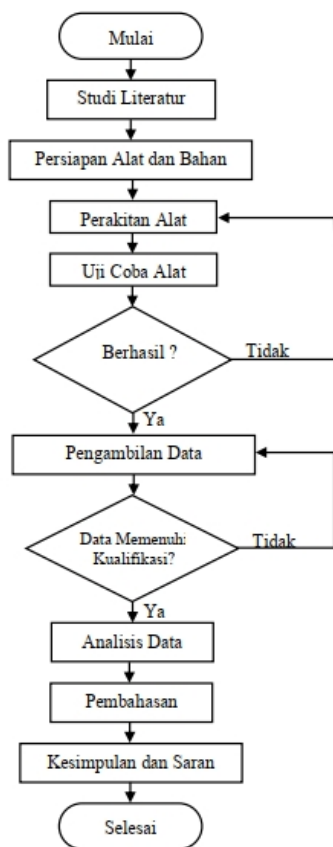 Mulai
Studi Literatur
Persiapan Alat dan Bahan
Perakitan Alat
Uji Coba Alat
Berhasil ?
Tidak
Ya
Pengambilan Data
Data Memenuhi
Kualifikasi?
Tidak
Ya
Analisis Data
Pembahasan
Kesimpulan dan Saran
Selesai